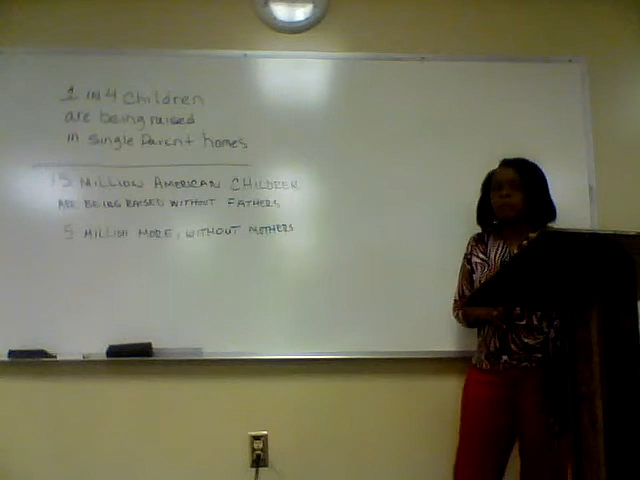 1 IN 4 Children
are being raised
in single Parent homes
15 MILLION AMERICAN CHILDREN
ARE BEING RAISED WITHOUT FATHERS
5 MILLION MORE, WITHOUT MOTHERS